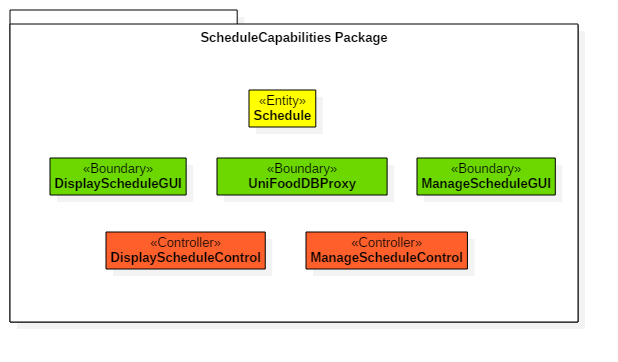 ScheduleCapabilities Package
«Entity»
Schedule
«Boundary»
DisplayScheduleGUI
«Boundary»
UniFoodDBProxy
«Boundary»
ManageScheduleGUI
«Controller»
DisplayScheduleControl
«Controller»
ManageScheduleControl